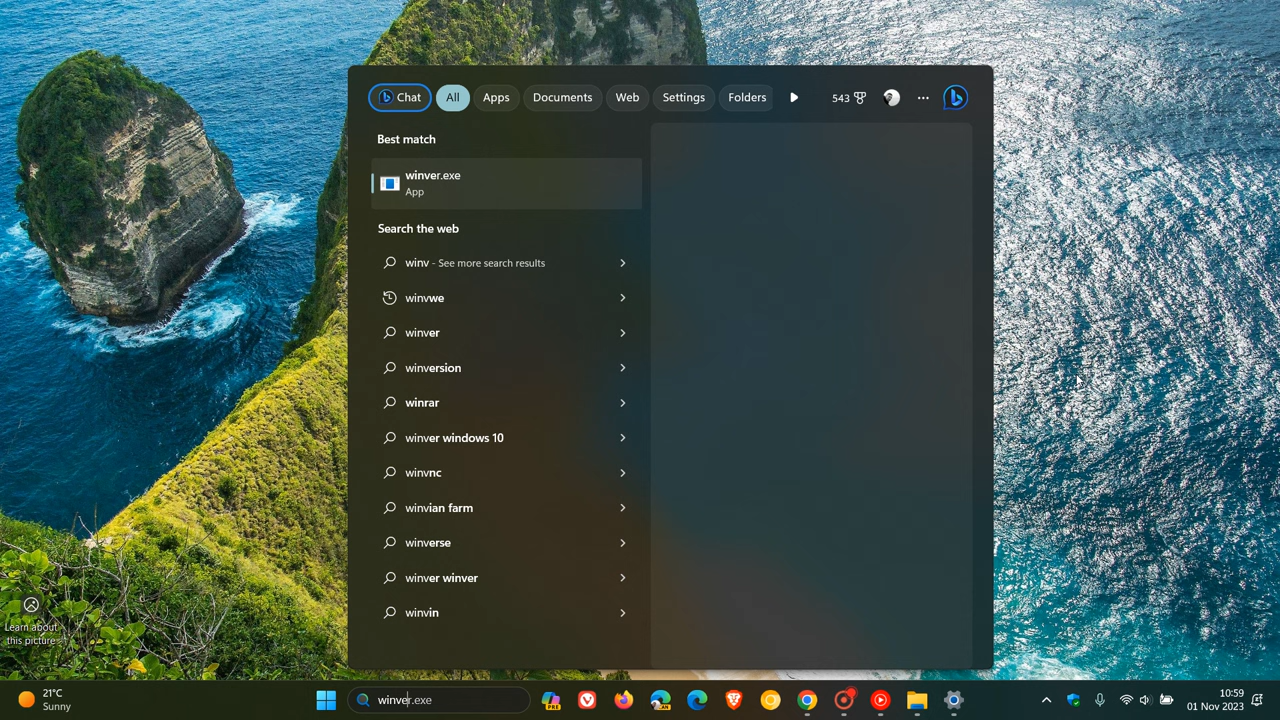 Chat
All
Apps
Documents
Web
Settings
Folders
543
Best match
winver.exe
App
Search the web
winv - See more search results
winvwe
winver
winversion
winrar
winver windows 10
winvnc
winvian farm
winverse
winver winver
winvin
Learn about
this picture
21°C
Sunny
winver.exe
PRE
CAN
10:59
01 Nov 2023